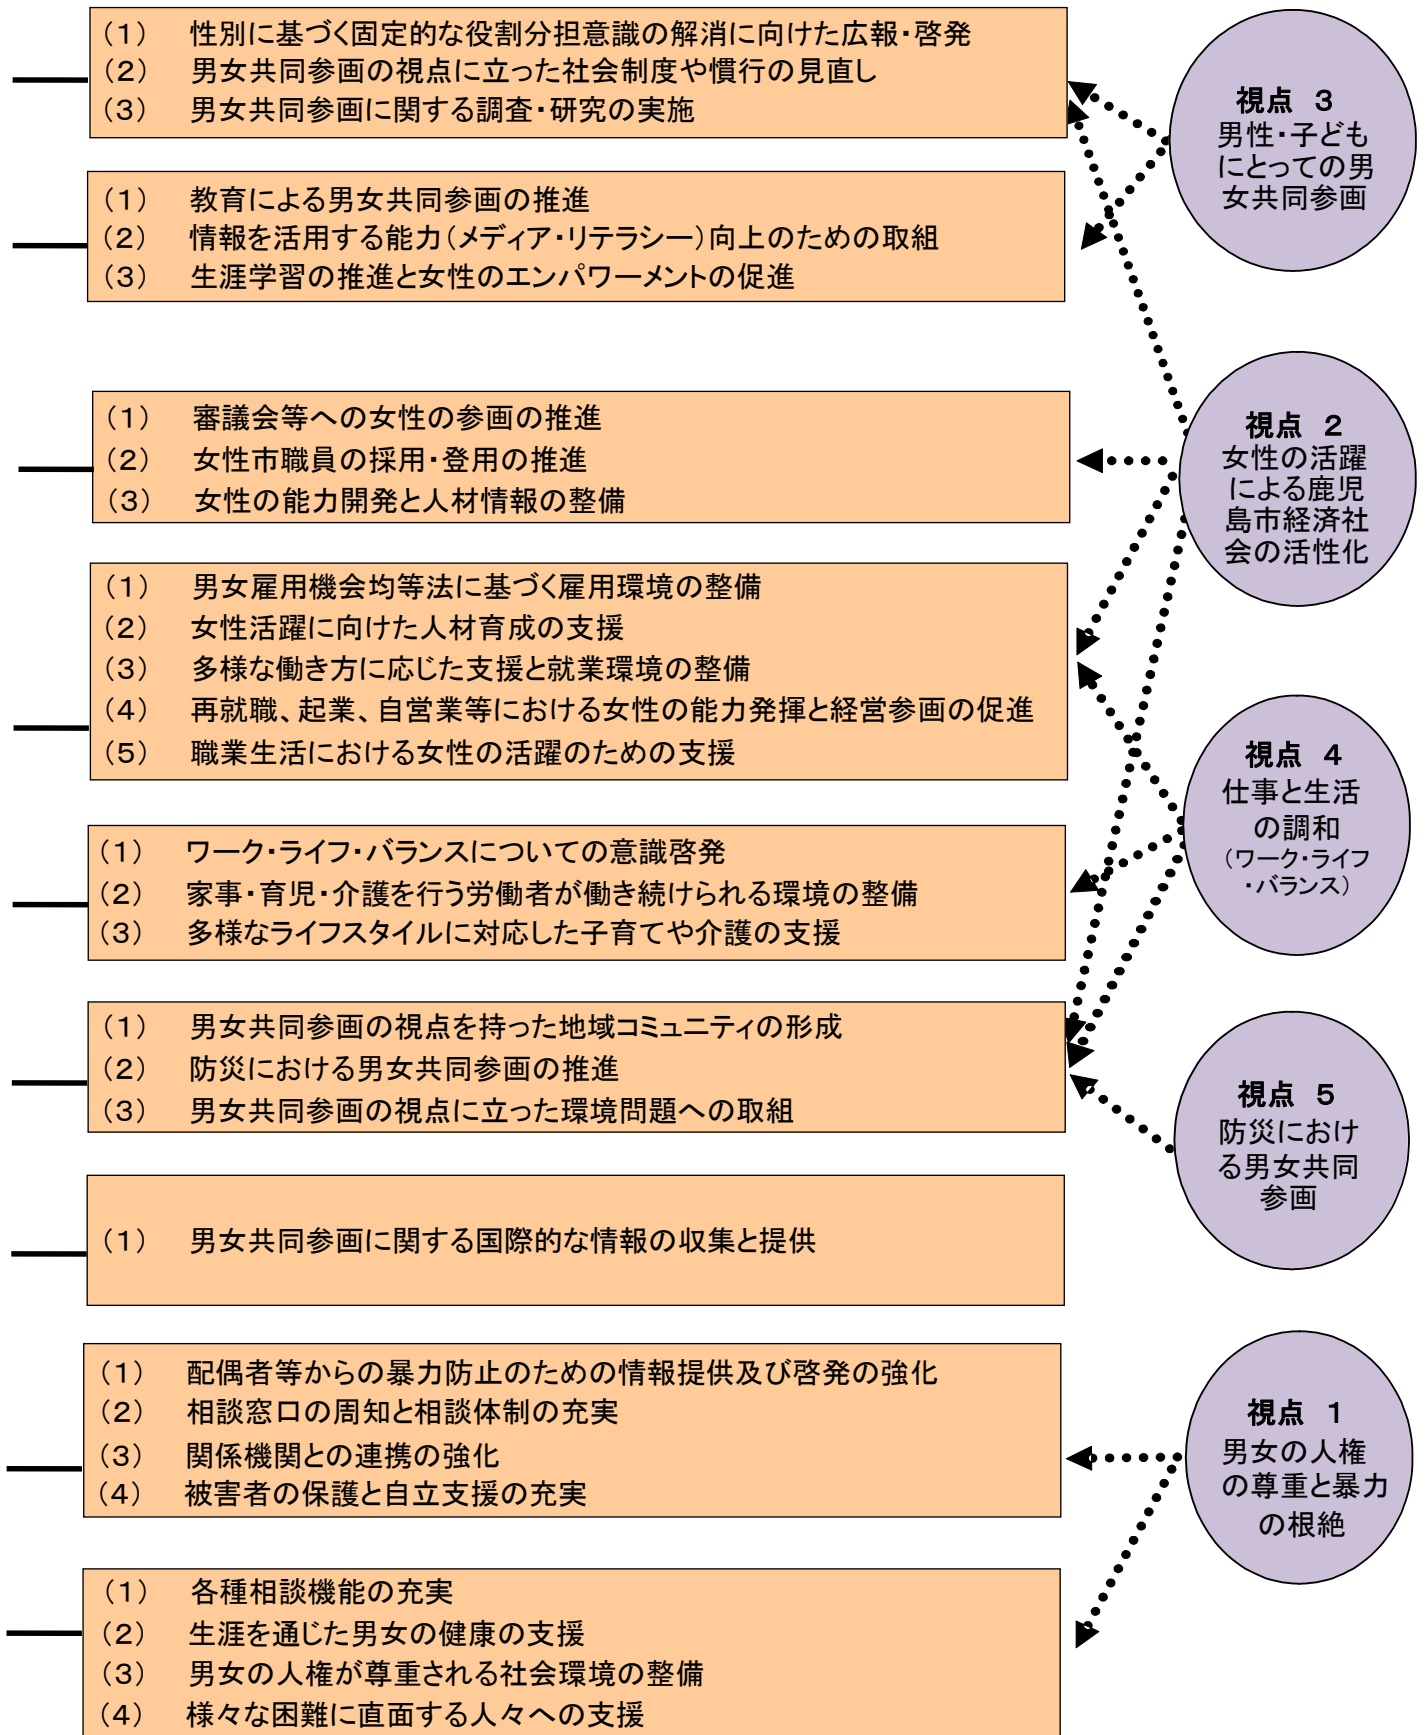 (1) 性別に基づく固定的な役割分担意識の解消に向けた広報・啓発
(2) 男女共同参画の視点に立った社会制度や慣行の見直し
(3) 男女共同参画に関する調査・研究の実施
(1) 教育による男女共同参画の推進
(2) 情報を活用する能力(メディア・リテラシー)向上のための取組
(3) 生涯学習の推進と女性のエンパワーメントの促進
(1) 審議会等への女性の参画の推進
(2) 女性市職員の採用・登用の推進
(3) 女性の能力開発と人材情報の整備
(1) 男女雇用機会均等法に基づく雇用環境の整備
(2) 女性活躍に向けた人材育成の支援
(3) 多様な働き方に応じた支援と就業環境の整備
(4) 再就職、起業、自営業等における女性の能力発揮と経営参画の促進
(5) 職業生活における女性の活躍のための支援
(1) ワーク・ライフ・バランスについての意識啓発
(2) 家事・育児・介護を行う労働者が働き続けられる環境の整備
(3) 多様なライフスタイルに対応した子育てや介護の支援
(1) 男女共同参画の視点を持った地域コミュニティの形成
(2) 防災における男女共同参画の推進
(3) 男女共同参画の視点に立った環境問題への取組
(1) 男女共同参画に関する国際的な情報の収集と提供
(1) 配偶者等からの暴力防止のための情報提供及び啓発の強化
(2) 相談窓口の周知と相談体制の充実
(3) 関係機関との連携の強化
(4) 被害者の保護と自立支援の充実
(1) 各種相談機能の充実
(2) 生涯を通じた男女の健康の支援
(3) 男女の人権が尊重される社会環境の整備
(4) 様々な困難に直面する人々への支援
視点 3
男性・子ども
にとっての男
女共同参画
視点 2
女性の活躍
による鹿児
島市経済社
会の活性化
視点 4
仕事と生活
の調和
(ワーク・ライフ
・バランス)
視点 5
防災におけ
る男女共同
参画
視点 1
男女の人権
の尊重と暴力
の根絶